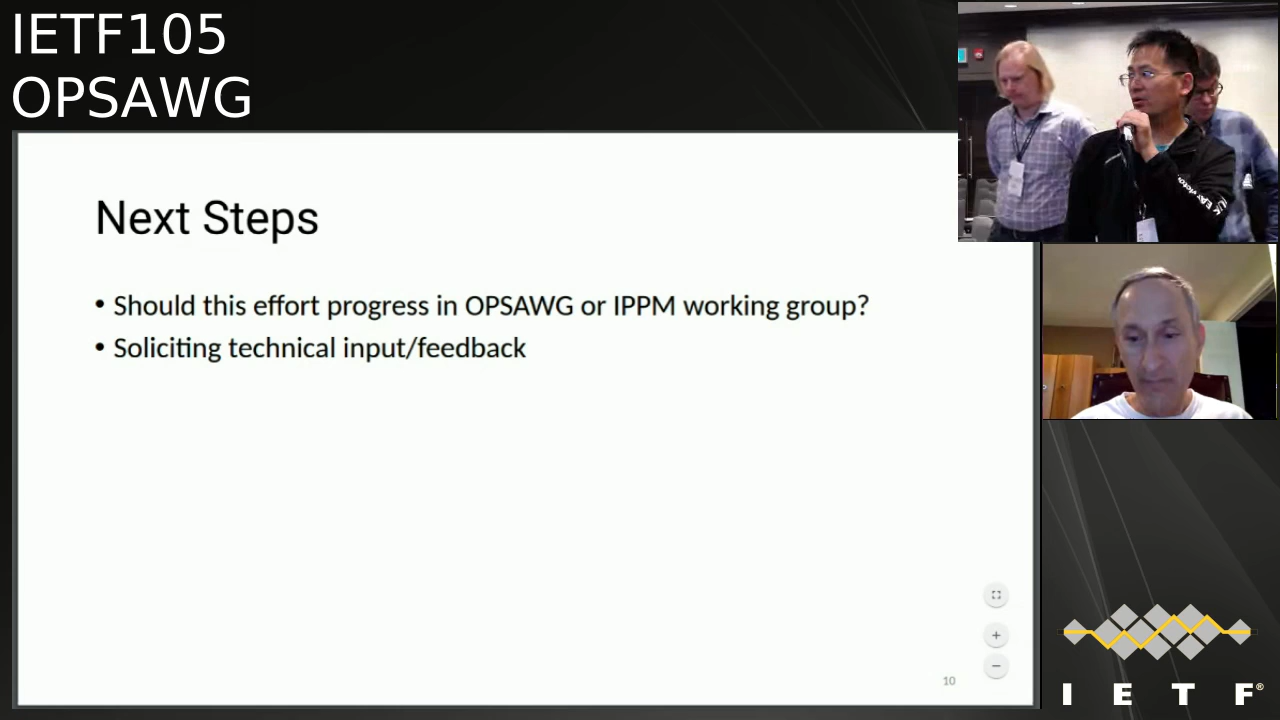 IETF105
OPSAWG
Next Steps
• Should this effort progress in OPSAWG or IPPM working group?
• Soliciting technical input/feedback
10
I E T F®